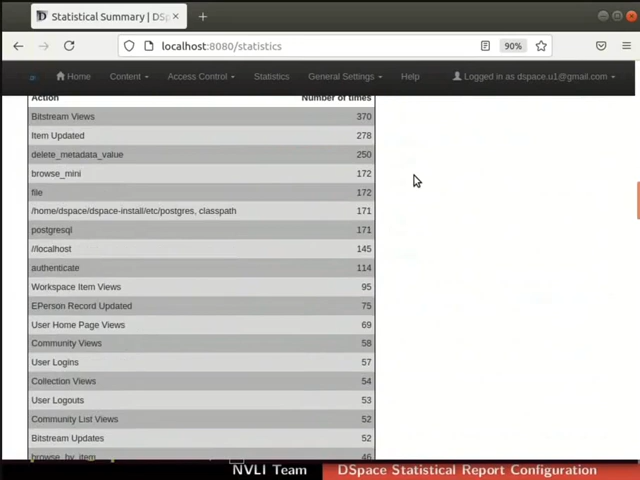 Statistical Summary | DSp
localhost:8080/statistics
90%
Home
Content
Access Control
Statistics
General Settings
Help
Logged in as dspace.u1@gmail.com
Action Number of times
Bitstream Views 370
Item Updated 278
delete_metadata_value 250
browse_mini 172
file 172
/home/dspace/dspace-install/etc/postgres, classpath 171
postgresql 171
//localhost 145
authenticate 114
Workspace Item Views 95
EPerson Record Updated 75
User Home Page Views 69
Community Views 58
User Logins 57
Collection Views 54
User Logouts 53
Community List Views 52
Bitstream Updates 52
browse_by_item 46
NVLI Team
DSpace Statistical Report Configuration